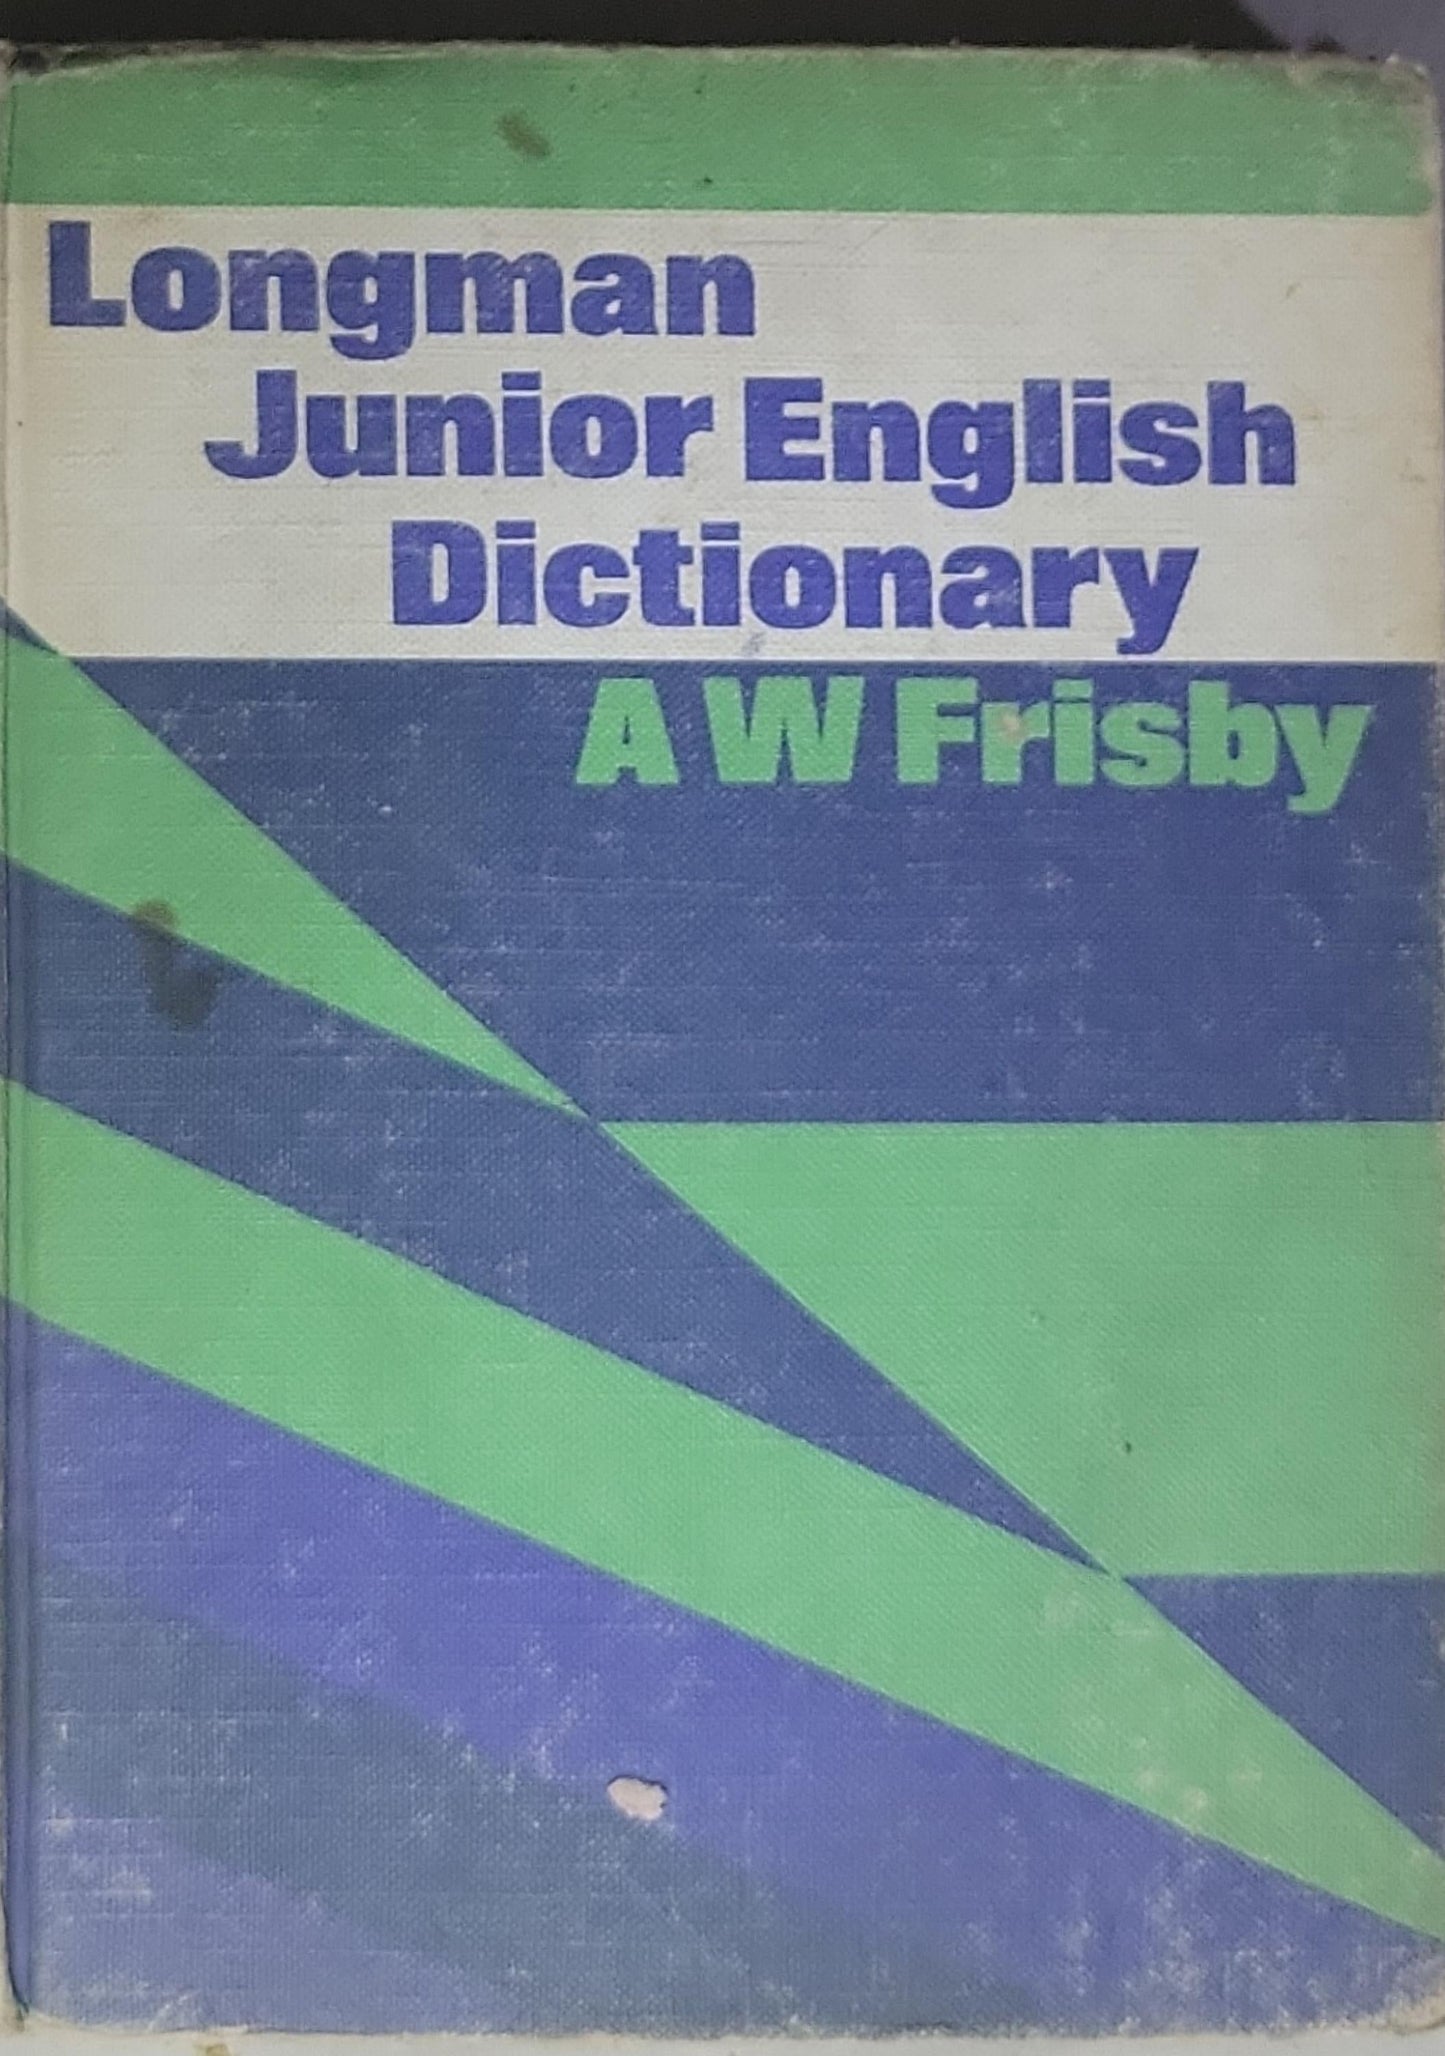 Longman
Junior English
Dictionary
A W Frisby